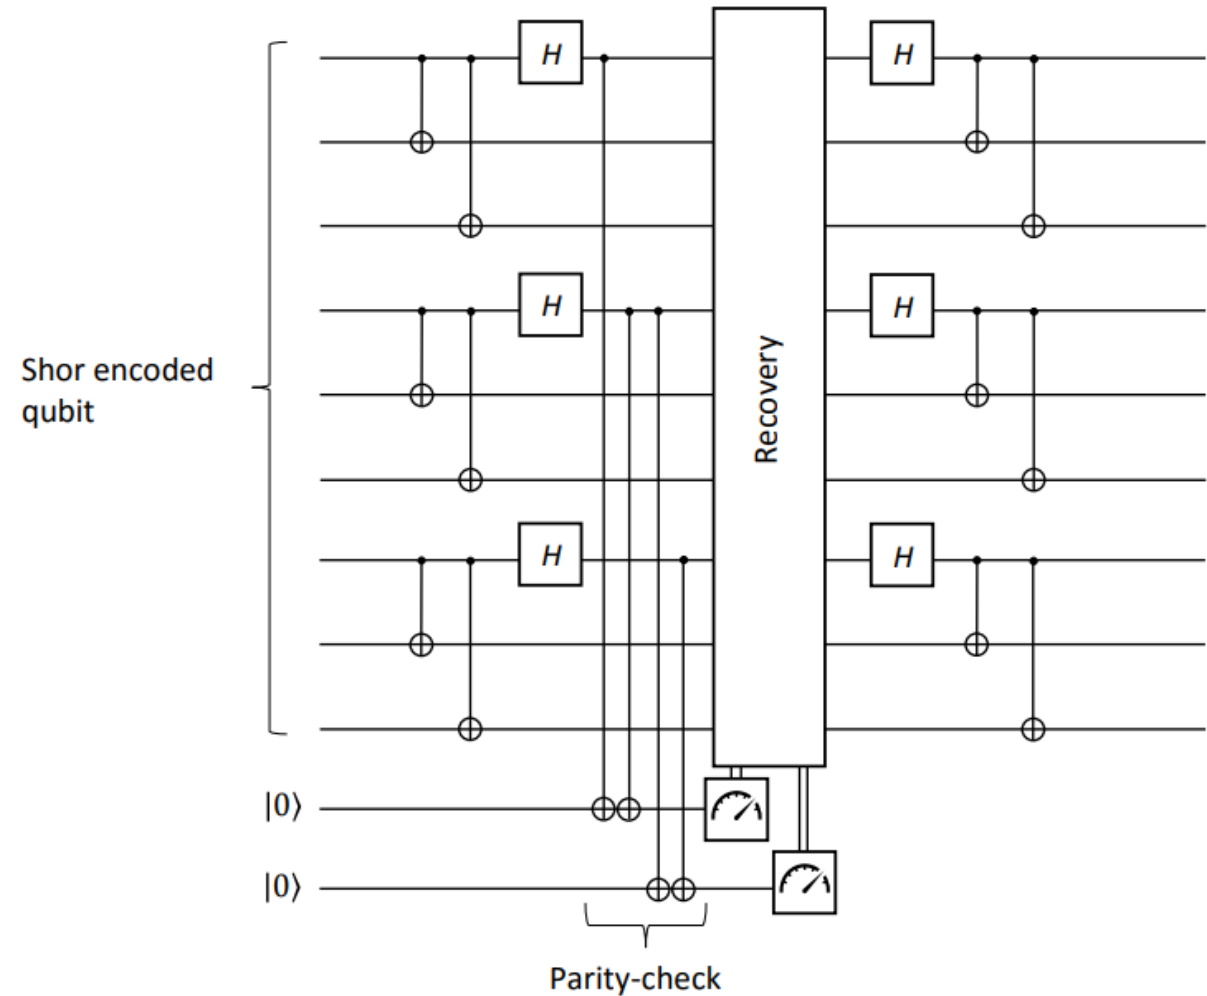 H
H
Shor encoded
qubit
H
H
Recovery
H
H
|0⟩
|0⟩
Parity-check